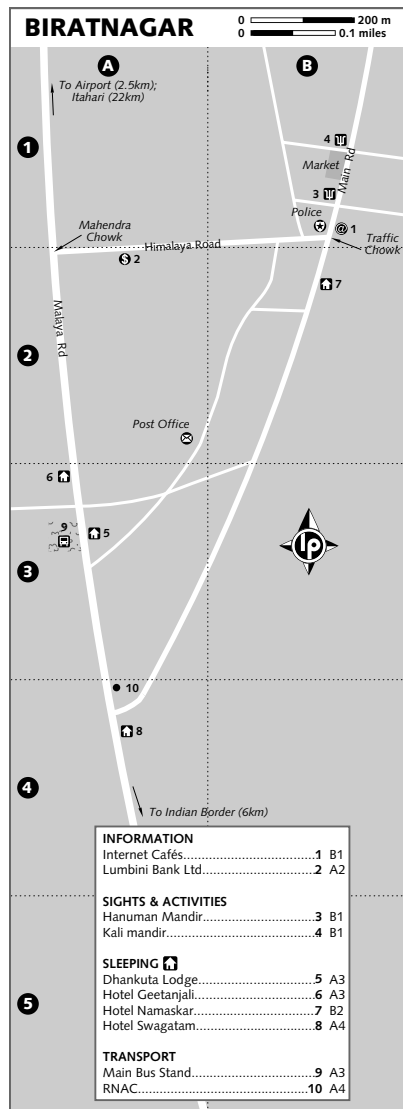 BIRATNAGAR
0 200 m
0 0.1 miles
A B
To Airport (2.5km);
Itahari (22km)
1
4
Market
Main Rd
3
Police
@ 1
Mahendra
Chowk
Himalaya Road
Traffic
Chowk
$ 2
7
Malaya Rd
2
Post Office
6
9
5
lp
3
10
8
4
To Indian Border (6km)
INFORMATION
Internet Cafés.................................1 B1
Lumbini Bank Ltd............................2 A2
SIGHTS & ACTIVITIES
Hanuman Mandir............................3 B1
Kali mandir.....................................4 B1
SLEEPING
Dhankuta Lodge.............................5 A3
Hotel Geetanjali..............................6 A3
Hotel Namaskar..............................7 B2
Hotel Swagatam.............................8 A4
5
TRANSPORT
Main Bus Stand..............................9 A3
RNAC...........................................10 A4